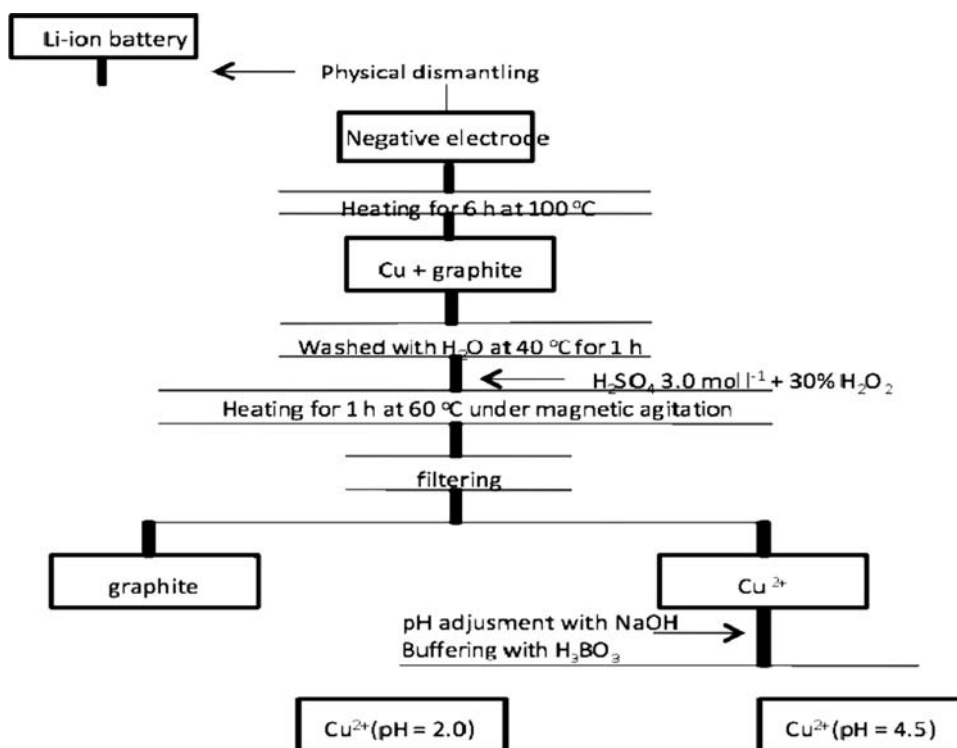 Li-ion battery
Physical dismantling
Negative electrode
Heating for 6 h at 100 °C
Cu + graphite
Washed with H₂O at 40 °C for 1 h
H₂SO₄ 3.0 mol l⁻¹ + 30% H₂O₂
Heating for 1 h at 60 °C under magnetic agitation
filtering
graphite
Cu ²⁺
pH adjusment with NaOH
Buffering with H₃BO₃
Cu²⁺(pH = 2.0)
Cu²⁺(pH = 4.5)